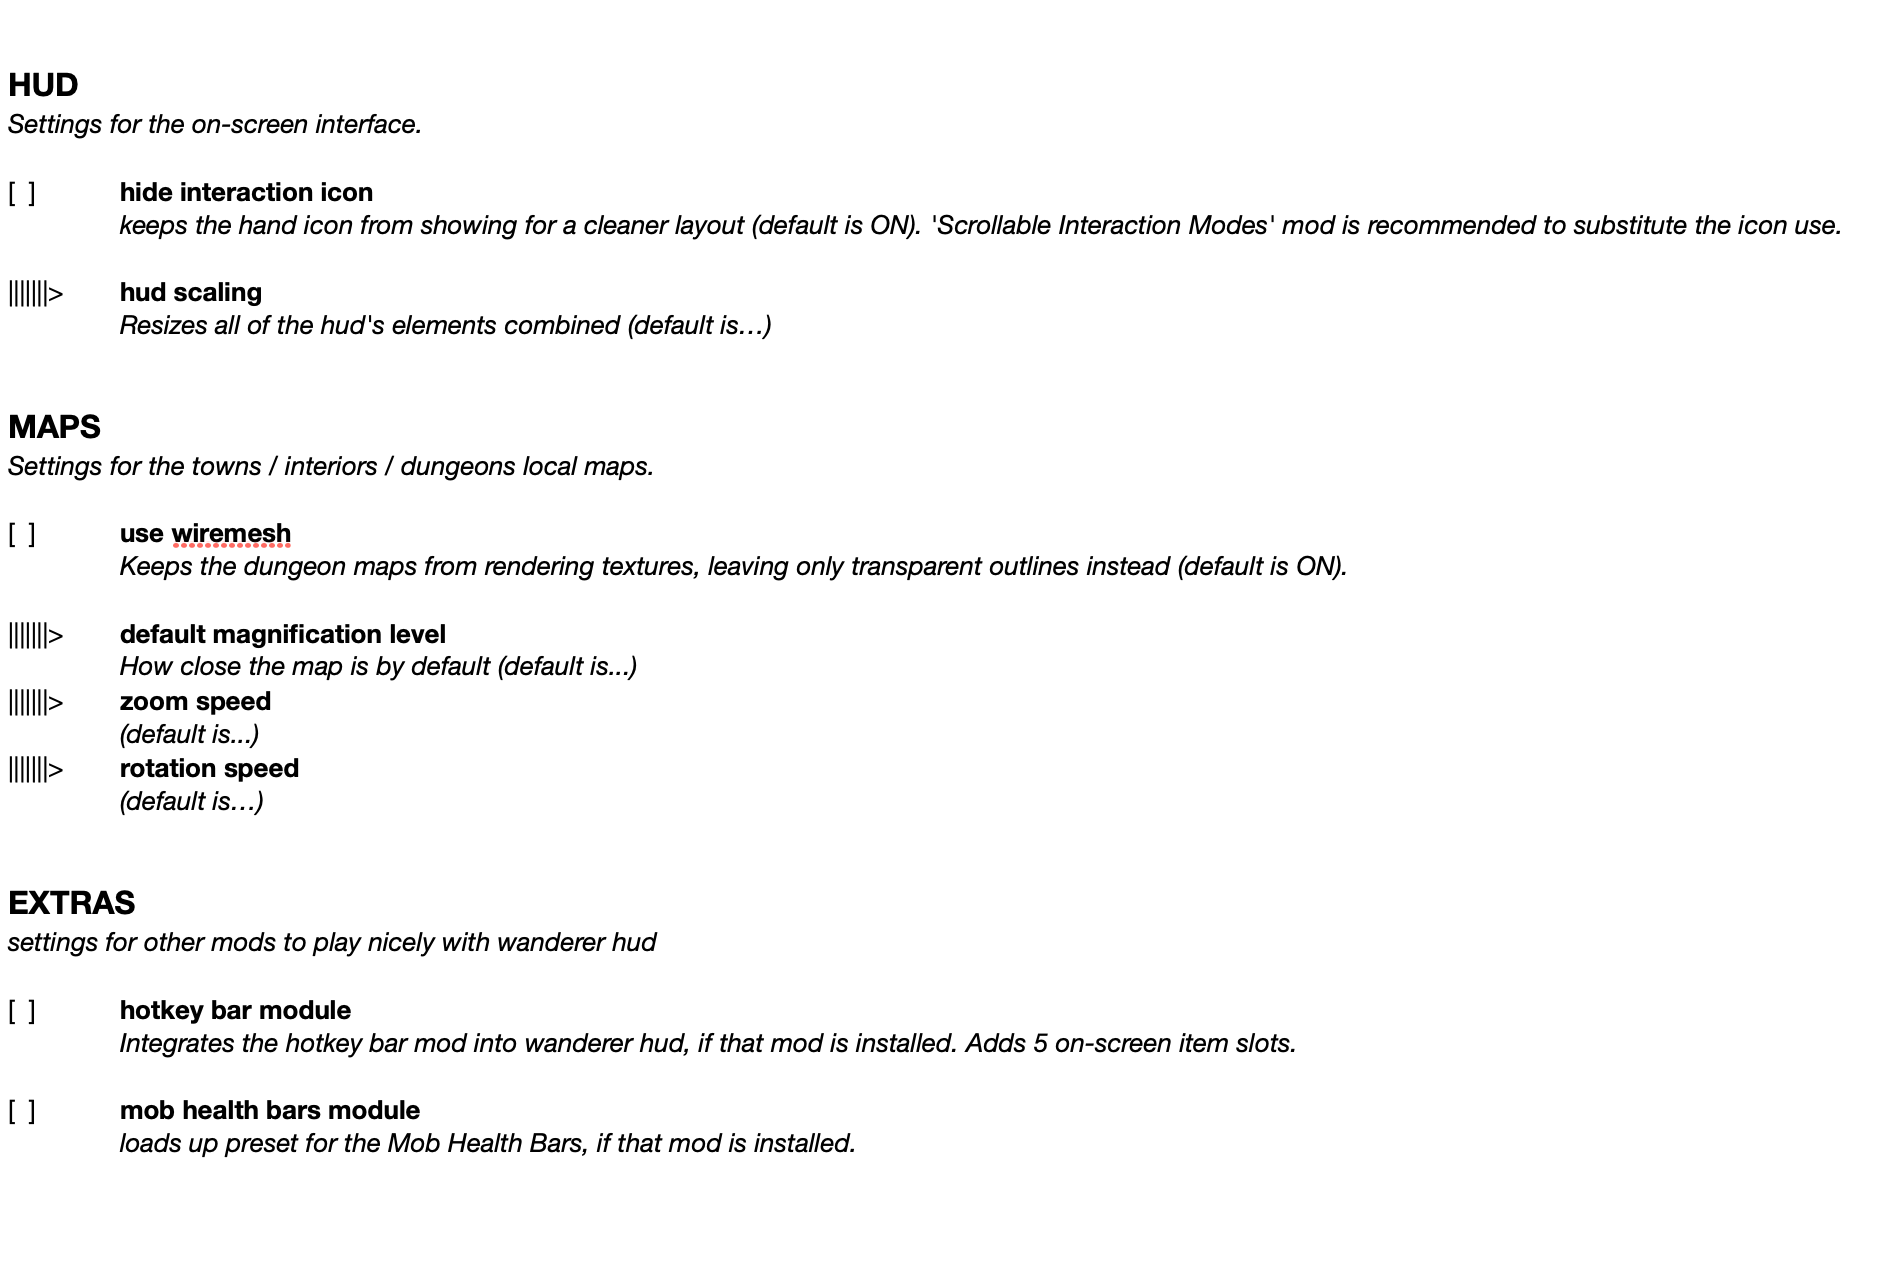 HUD
Settings for the on-screen interface.
[ ] hide interaction icon
keeps the hand icon from showing for a cleaner layout (default is ON). 'Scrollable Interaction Modes' mod is recommended to substitute the icon use.
|||||||> hud scaling
Resizes all of the hud's elements combined (default is…)
MAPS
Settings for the towns / interiors / dungeons local maps.
[ ] use wiremesh
Keeps the dungeon maps from rendering textures, leaving only transparent outlines instead (default is ON).
|||||||> default magnification level
How close the map is by default (default is...)
|||||||> zoom speed
(default is...)
|||||||> rotation speed
(default is…)
EXTRAS
settings for other mods to play nicely with wanderer hud
[ ] hotkey bar module
Integrates the hotkey bar mod into wanderer hud, if that mod is installed. Adds 5 on-screen item slots.
[ ] mob health bars module
loads up preset for the Mob Health Bars, if that mod is installed.